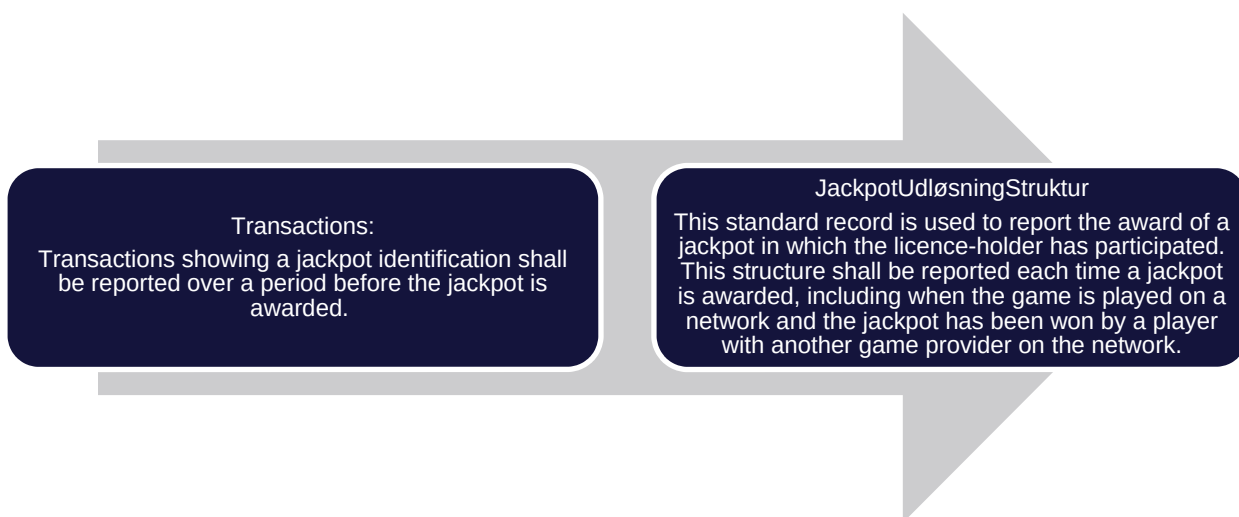 Transactions:
Transactions showing a jackpot identification shall
be reported over a period before the jackpot is
awarded.
JackpotUdløsningStruktur
This standard record is used to report the award of a
jackpot in which the licence-holder has participated.
This structure shall be reported each time a jackpot
is awarded, including when the game is played on a
network and the jackpot has been won by a player
with another game provider on the network.